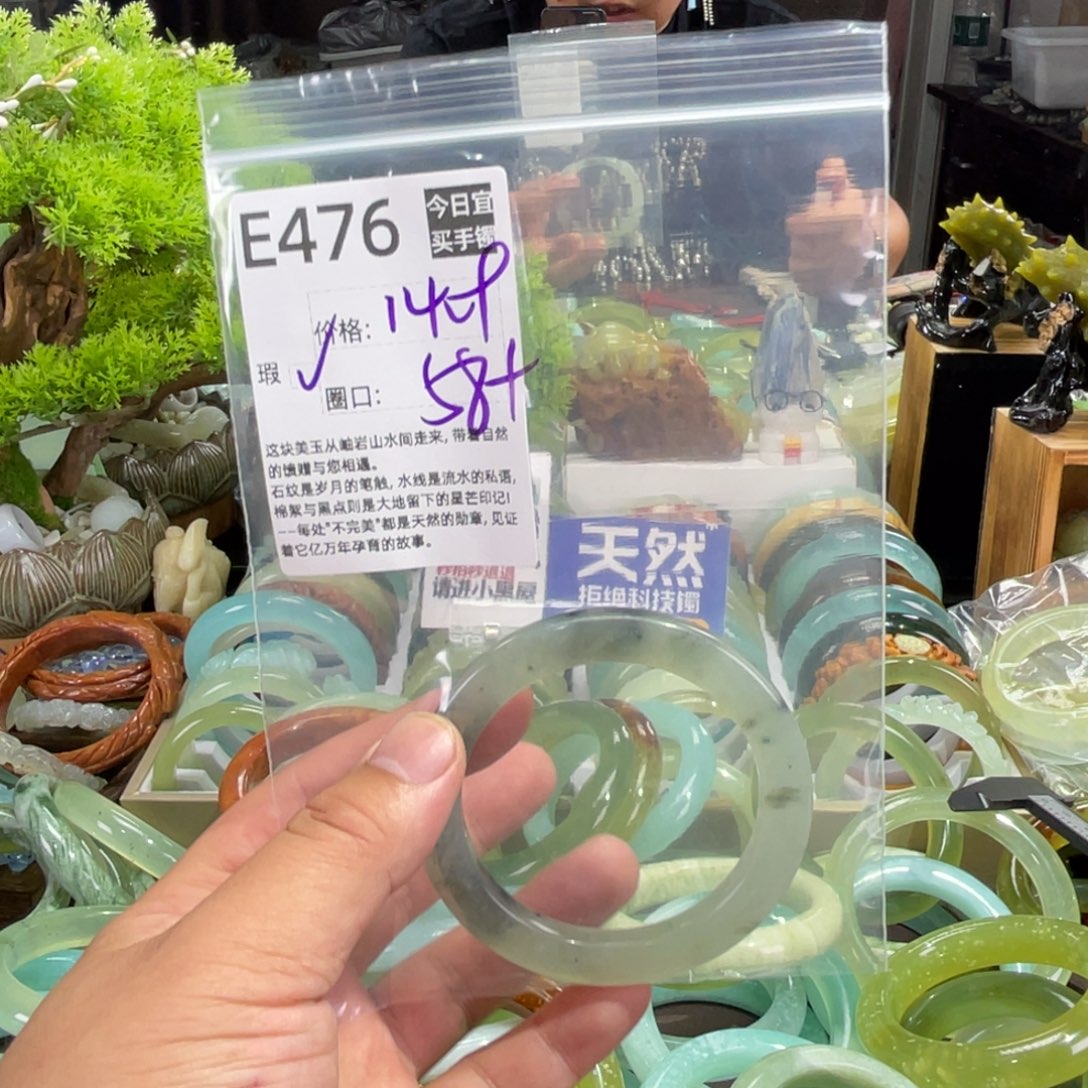 E476
今日宜
买手镯
价格:
瑕
圈口: 58+
这块美玉从岫岩山水间走来, 带着自然
的馈赠与您相遇。
石纹是岁月的笔触, 水线是流水的私语,
棉絮与黑点则是大地留下的星芒印记!
---每处"不完美"都是天然的勋章, 见证
着它亿万年孕育的故事。
请进小黑屋
天然
拒绝科技镯